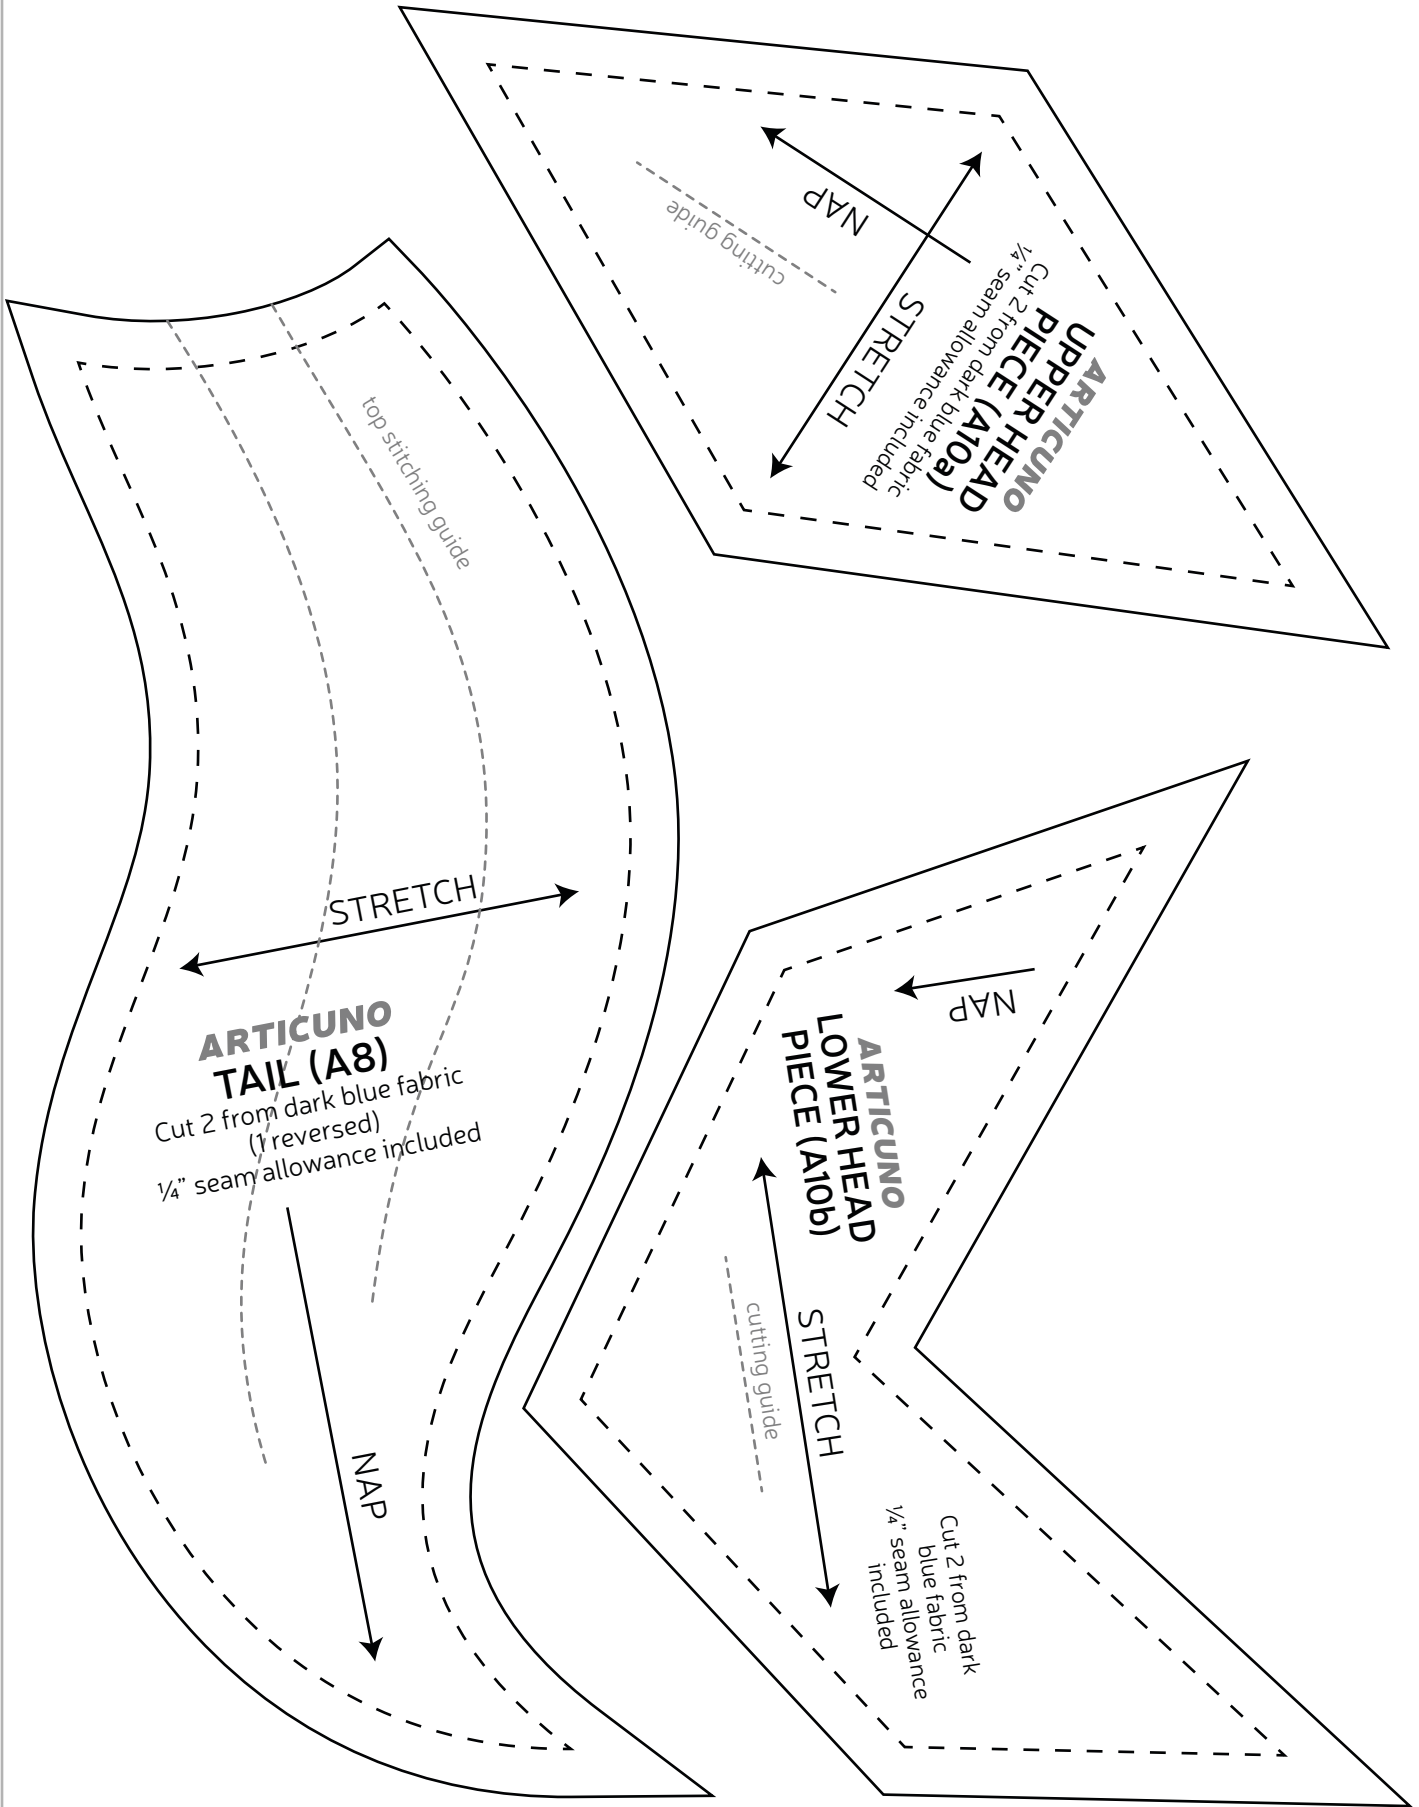 NAP
cutting guide
STRETCH
ARTICUNO
UPPER HEAD
PIECE (A10a)
Cut 2 from dark blue fabric
¼” seam allowance included
top stitching guide
STRETCH
ARTICUNO
TAIL (A8)
Cut 2 from dark blue fabric
(1 reversed)
¼” seam allowance included
NAP
NAP
ARTICUNO
LOWER HEAD
PIECE (A10b)
STRETCH
cutting guide
Cut 2 from dark
blue fabric
¼” seam allowance
included